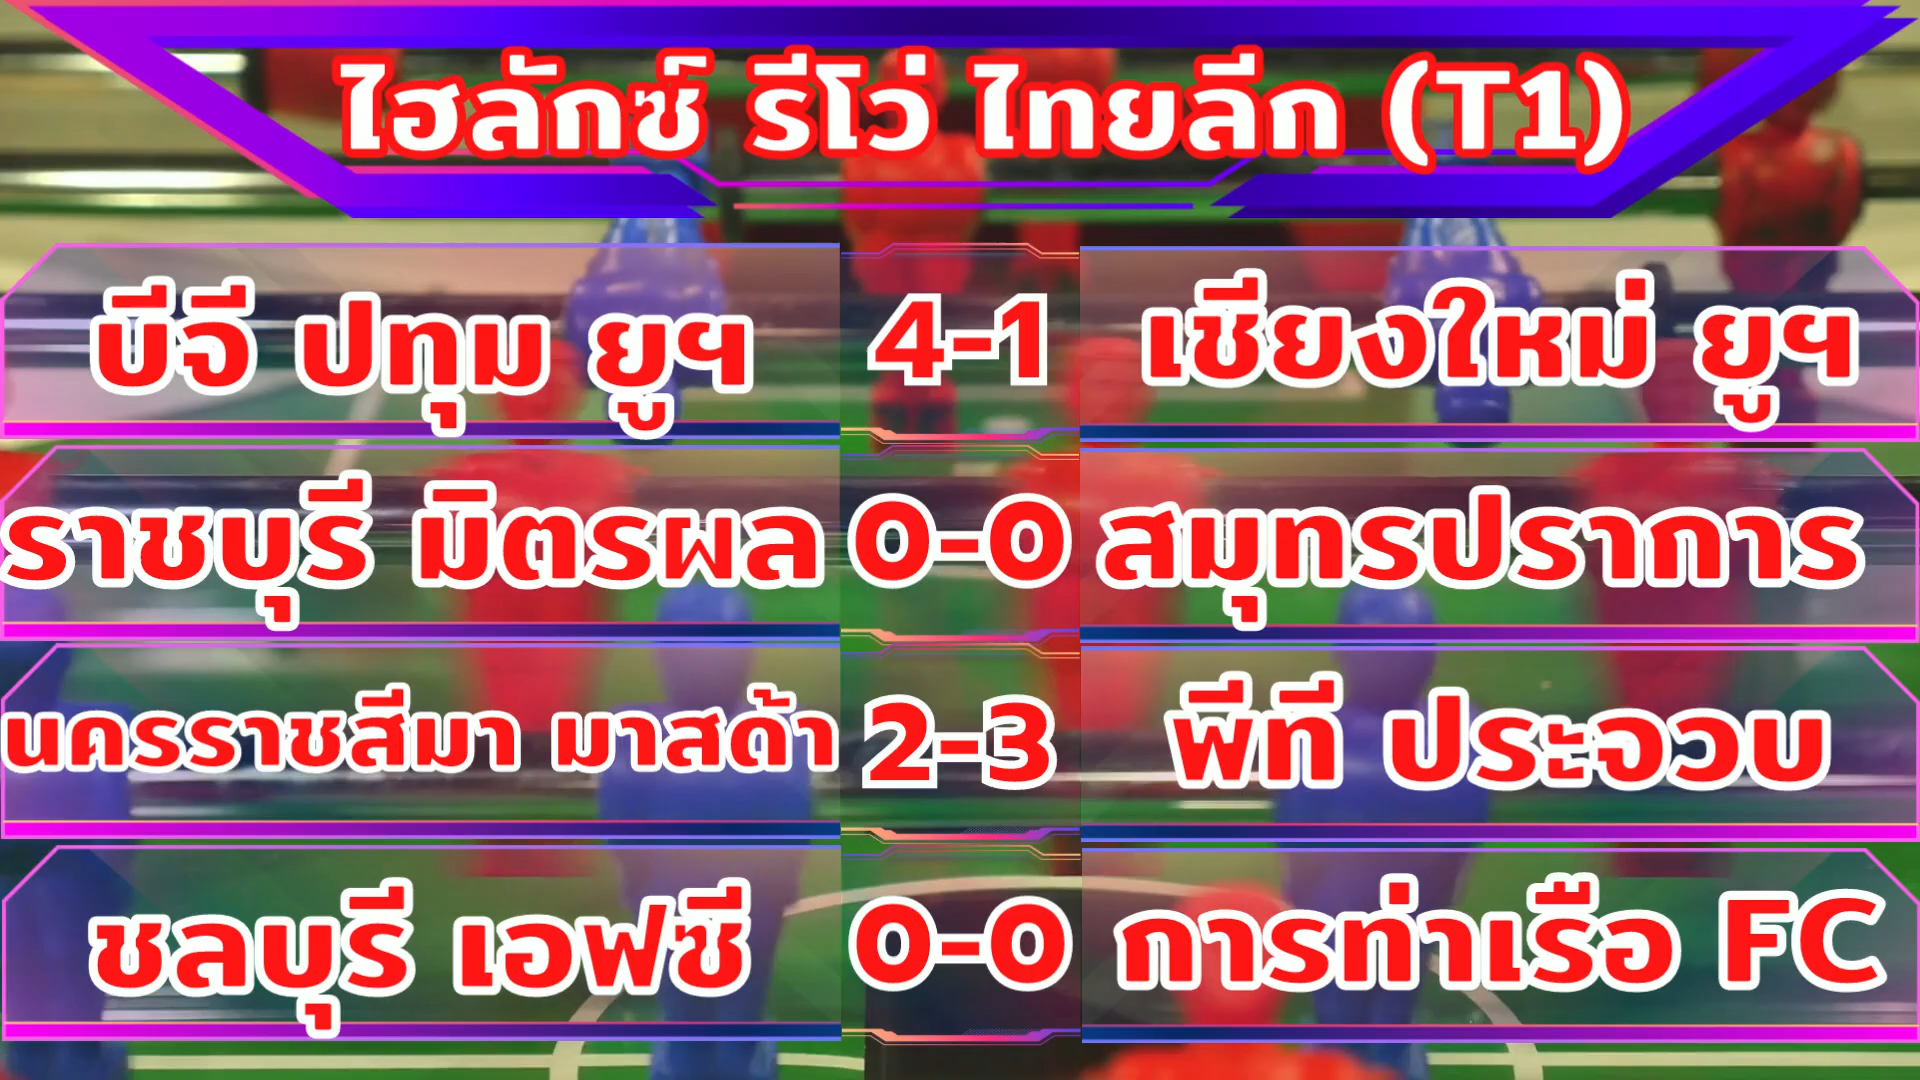 ไฮลักซ์ รีโว่ ไทยลีก (T1)
บีจี ปทุม ยูฯ 4-1 เชียงใหม่ ยูฯ
ราชบุรี มิตรผล 0-0 สมุทรปราการ
นครราชสีมา มาสด้า 2-3 พีที ประจวบ
ชลบุรี เอฟซี 0-0 การท่าเรือ FC